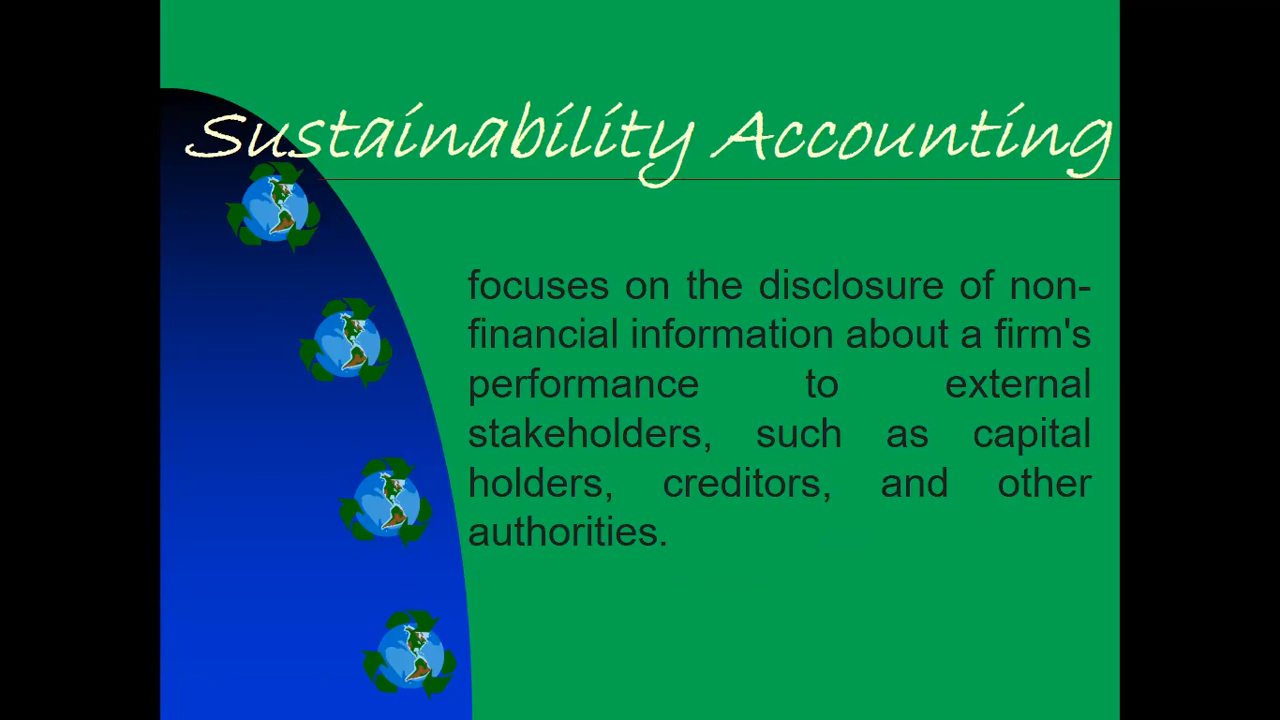 Sustainability Accounting
focuses on the disclosure of non-
financial information about a firm's
performance to external
stakeholders, such as capital
holders, creditors, and other
authorities.